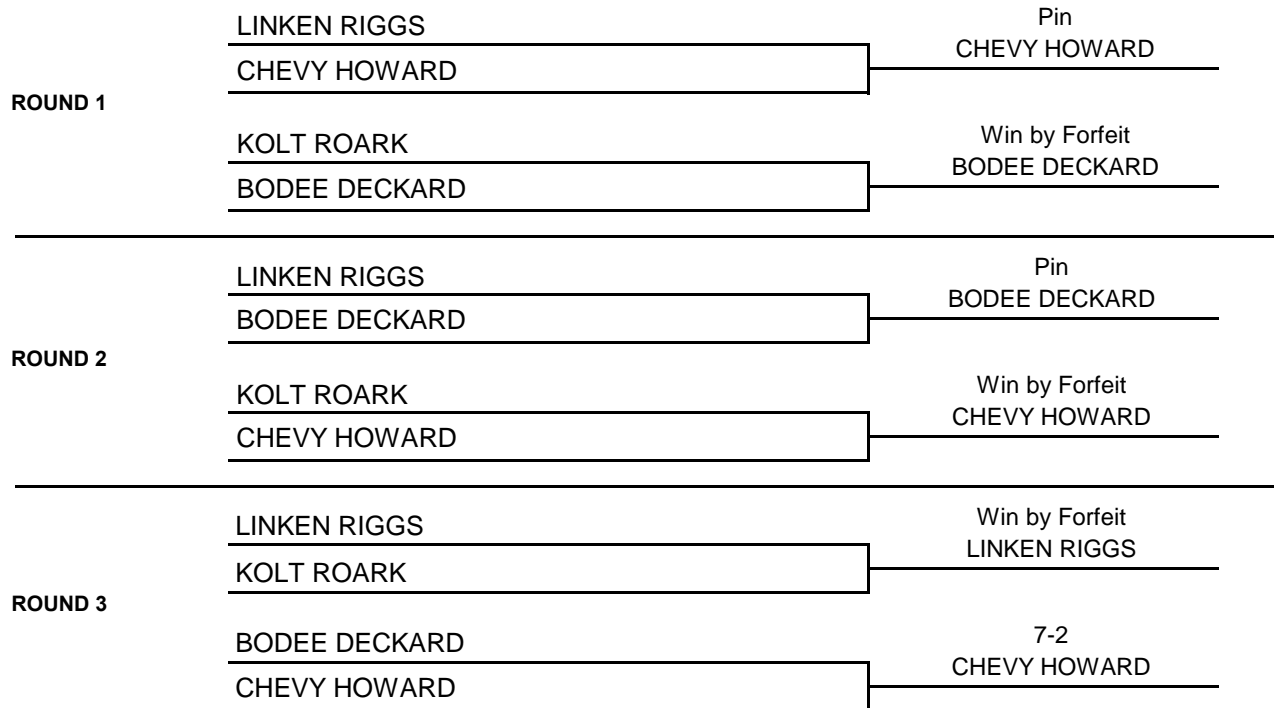 LINKEN RIGGS
Pin
CHEVY HOWARD
CHEVY HOWARD
ROUND 1
KOLT ROARK
Win by Forfeit
BODEE DECKARD
BODEE DECKARD
LINKEN RIGGS
Pin
BODEE DECKARD
BODEE DECKARD
ROUND 2
KOLT ROARK
Win by Forfeit
CHEVY HOWARD
CHEVY HOWARD
LINKEN RIGGS
Win by Forfeit
LINKEN RIGGS
KOLT ROARK
ROUND 3
BODEE DECKARD
7-2
CHEVY HOWARD
CHEVY HOWARD